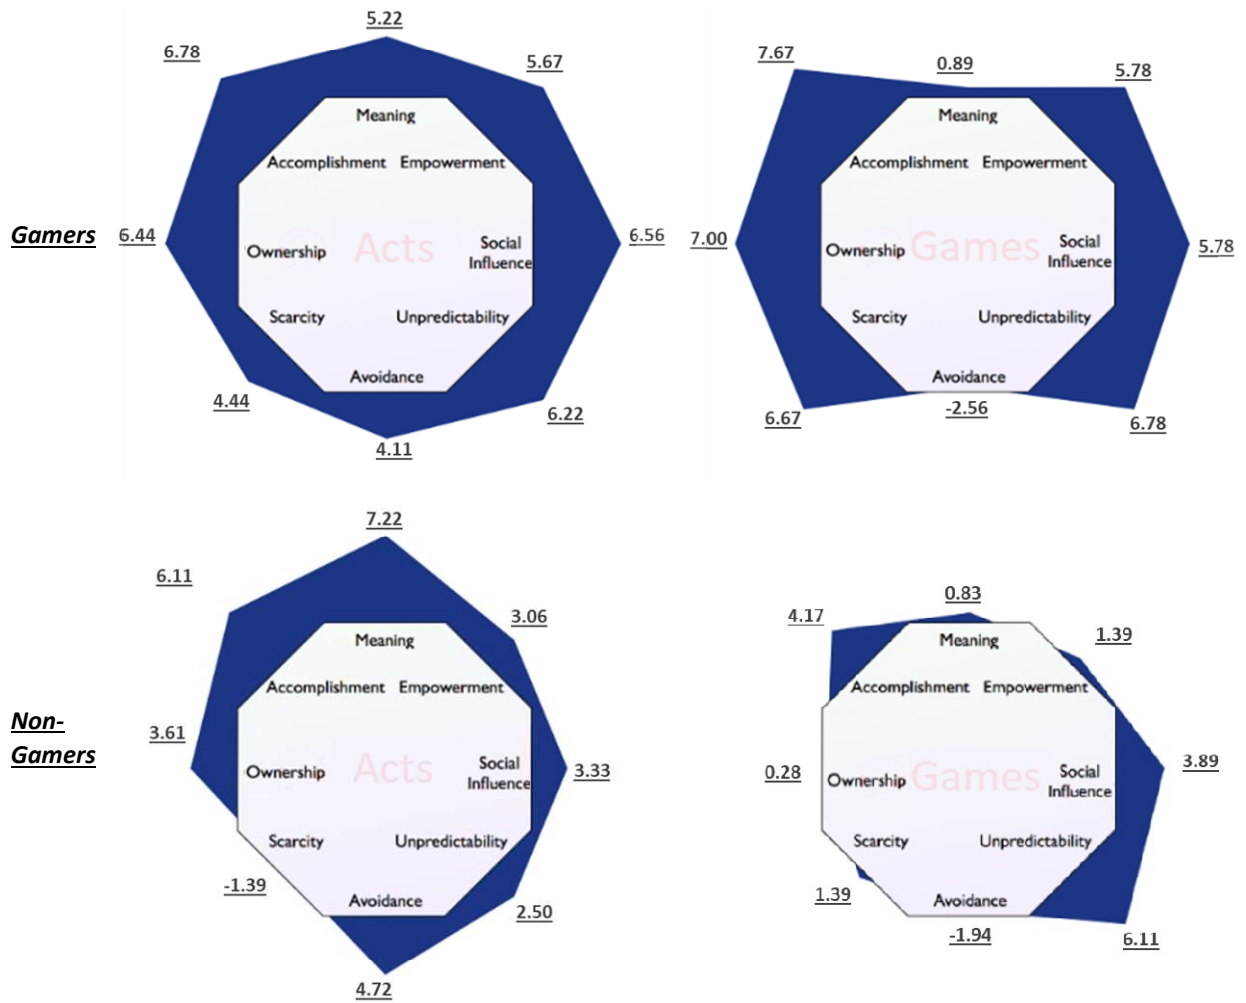 5.22
6.78
5.67
Meaning
Accomplishment Empowerment
Gamers
6.44
Ownership
Acts
Social
Influence
6.56
Scarcity
Unpredictability
Avoidance
4.44
6.22
4.11
7.67
0.89
5.78
Meaning
Accomplishment Empowerment
7.00
Ownership
Games
Social
Influence
5.78
Scarcity
Unpredictability
Avoidance
6.67
-2.56
6.78
7.22
6.11
3.06
Meaning
Accomplishment Empowerment
Non-
Gamers
3.61
Ownership
Acts
Social
Influence
3.33
Scarcity
Unpredictability
-1.39
Avoidance
2.50
4.72
0.83
4.17
1.39
Meaning
Accomplishment Empowerment
0.28
Ownership
Games
Social
Influence
3.89
Scarcity
Unpredictability
1.39
Avoidance
-1.94
6.11